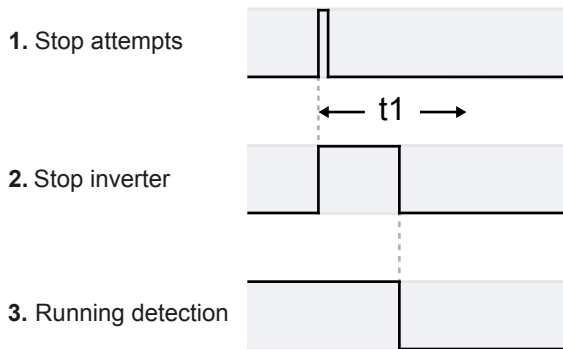 1. Stop attempts
t1
2. Stop inverter
3. Running detection